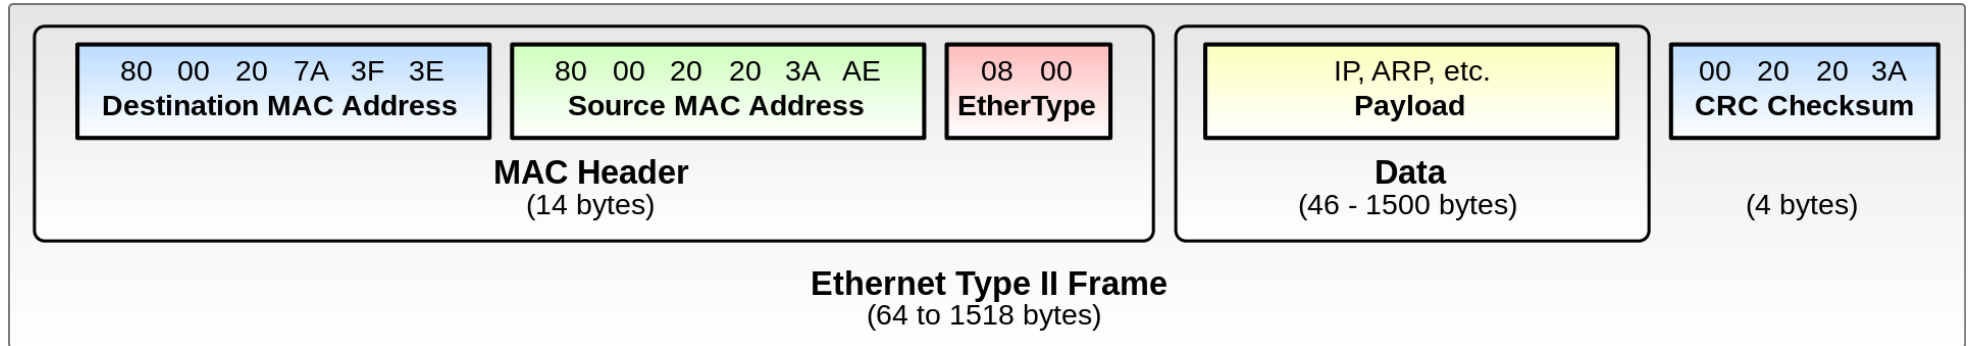 80 00 20 7A 3F 3E
Destination MAC Address
80 00 20 20 3A AE
Source MAC Address
08 00
EtherType
MAC Header
(14 bytes)
IP, ARP, etc.
Payload
Data
(46 - 1500 bytes)
00 20 20 3A
CRC Checksum
(4 bytes)
Ethernet Type II Frame
(64 to 1518 bytes)